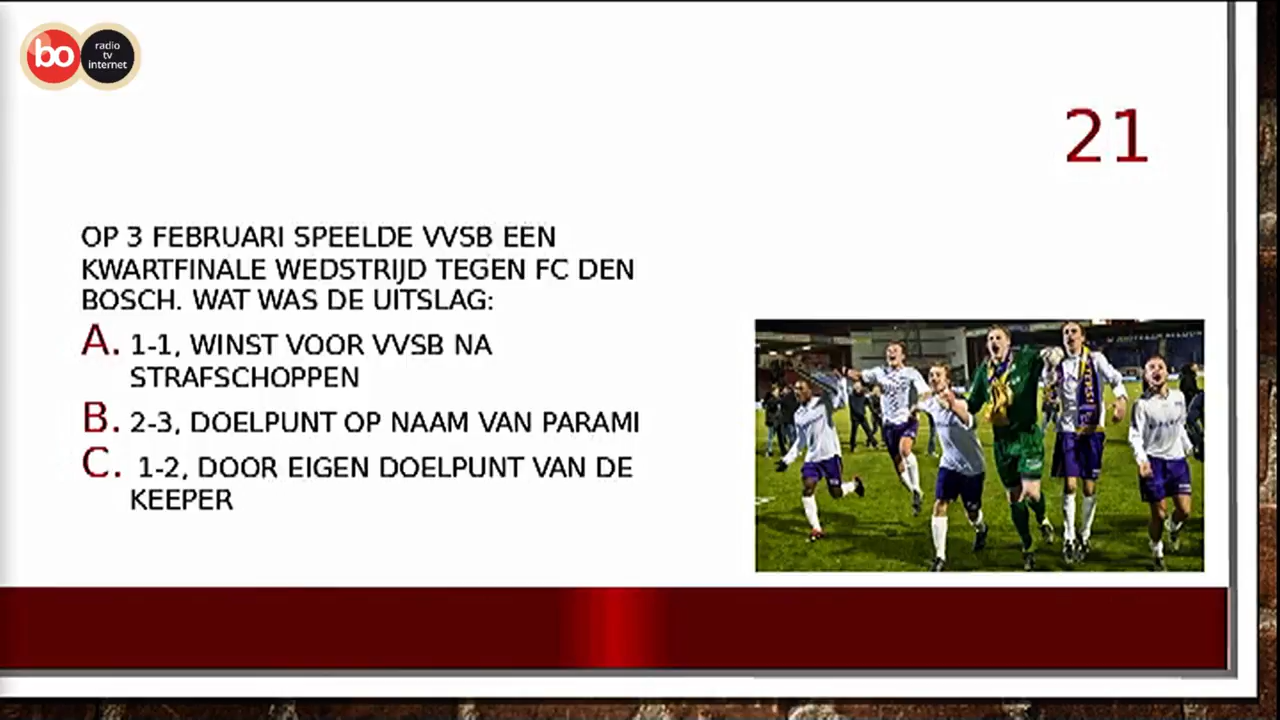 bo
radio
tv
internet
21
OP 3 FEBRUARI SPEELDE VVSB EEN
KWARTFINALE WEDSTRIJD TEGEN FC DEN
BOSCH. WAT WAS DE UITSLAG:
A. 1-1, WINST VOOR VVSB NA
STRAFSCHOPPEN
B. 2-3, DOELPUNT OP NAAM VAN PARAMI
C. 1-2, DOOR EIGEN DOELPUNT VAN DE
KEEPER